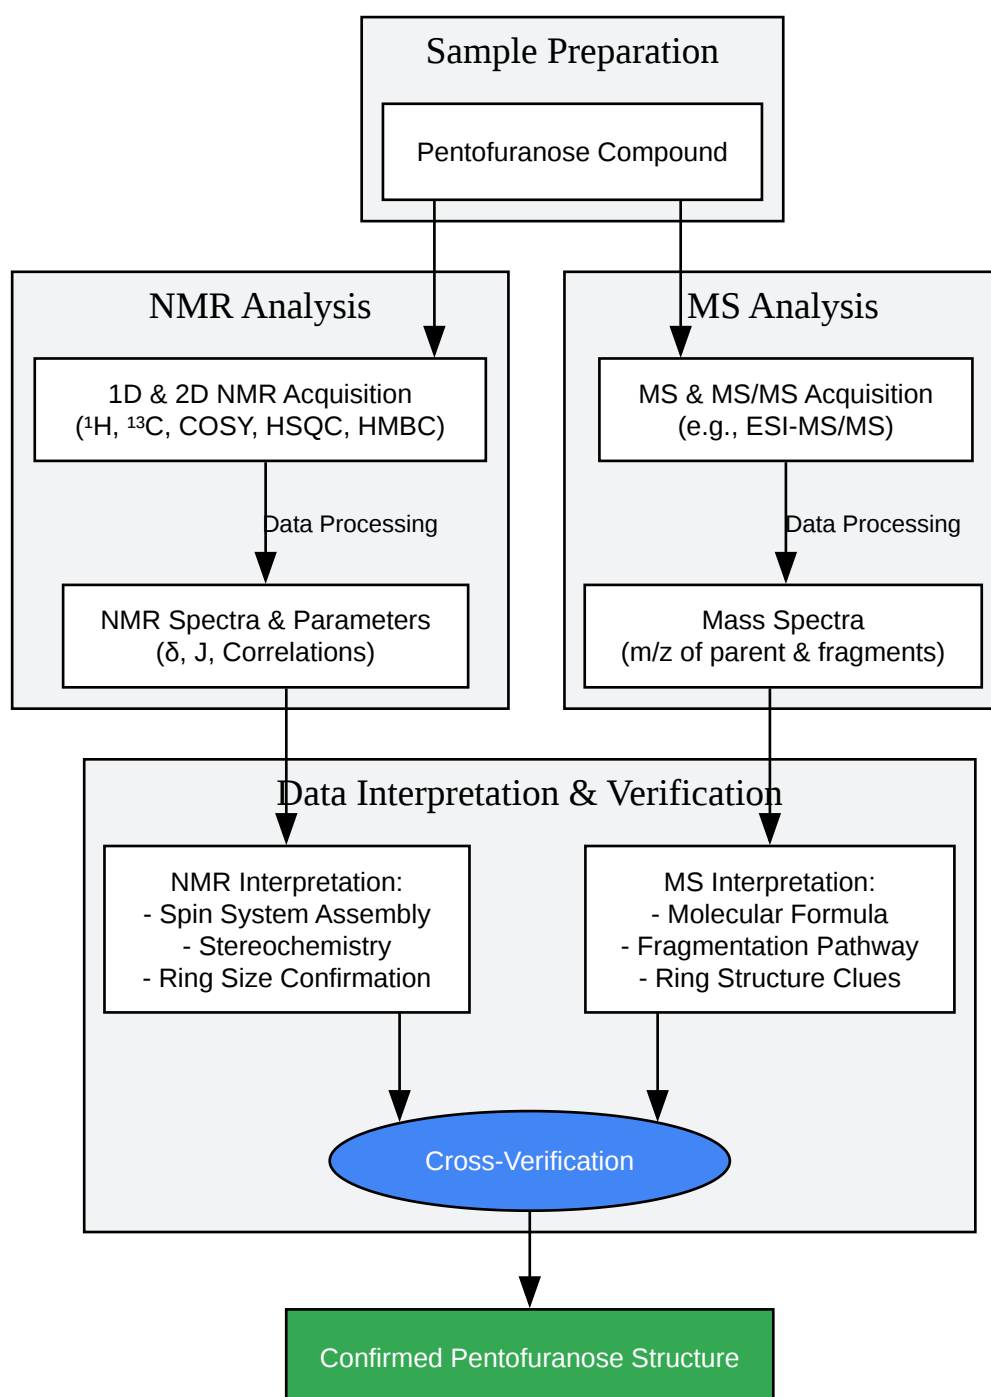 Sample Preparation
Pentofuranose Compound
NMR Analysis
1D & 2D NMR Acquisition
(¹H, ¹³C, COSY, HSQC, HMBC)
Data Processing
NMR Spectra & Parameters
(δ, J, Correlations)
MS Analysis
MS & MS/MS Acquisition
(e.g., ESI-MS/MS)
Data Processing
Mass Spectra
(m/z of parent & fragments)
Data Interpretation & Verification
NMR Interpretation:
- Spin System Assembly
- Stereochemistry
- Ring Size Confirmation
MS Interpretation:
- Molecular Formula
- Fragmentation Pathway
- Ring Structure Clues
Cross-Verification
Confirmed Pentofuranose Structure